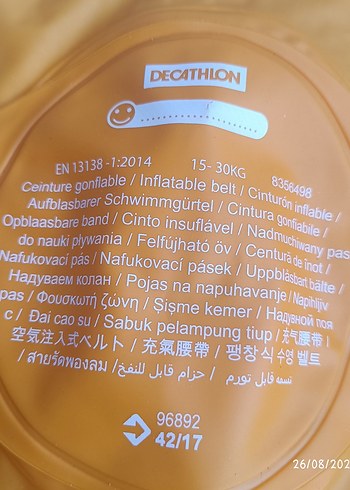 DECATHLON
EN 13138 -1:2014 15- 30KG 8356498
Ceinture gonflable / Inflatable belt / Cinturón inflable /
Aufblasbarer Schwimmgürtel / Cintura gonfiabile /
Opblaasbare band / Cinto insuflável / Nadmuchiwany pas
do nauki pływania / Felfújható öv / Centură de înot /
Nafukovací pás / Nafukovací pásek / Uppblåsbart bälte /
Надуваем колан / Pojas na napuhavanje / Napihljiv
pas / Φουσκωτή ζώνη / Şişme kemer / Надувной поя
с / Đai cao su / Sabuk pelampung tiup / 充气腰带 /
空気注入式ベルト / 充氣腰帶 / 팽창식 수영 벨트
/ สายรัดพองลม / حزام قابل للنفخ / تسمه قابل تورم /
96892
42/17
26/08/202